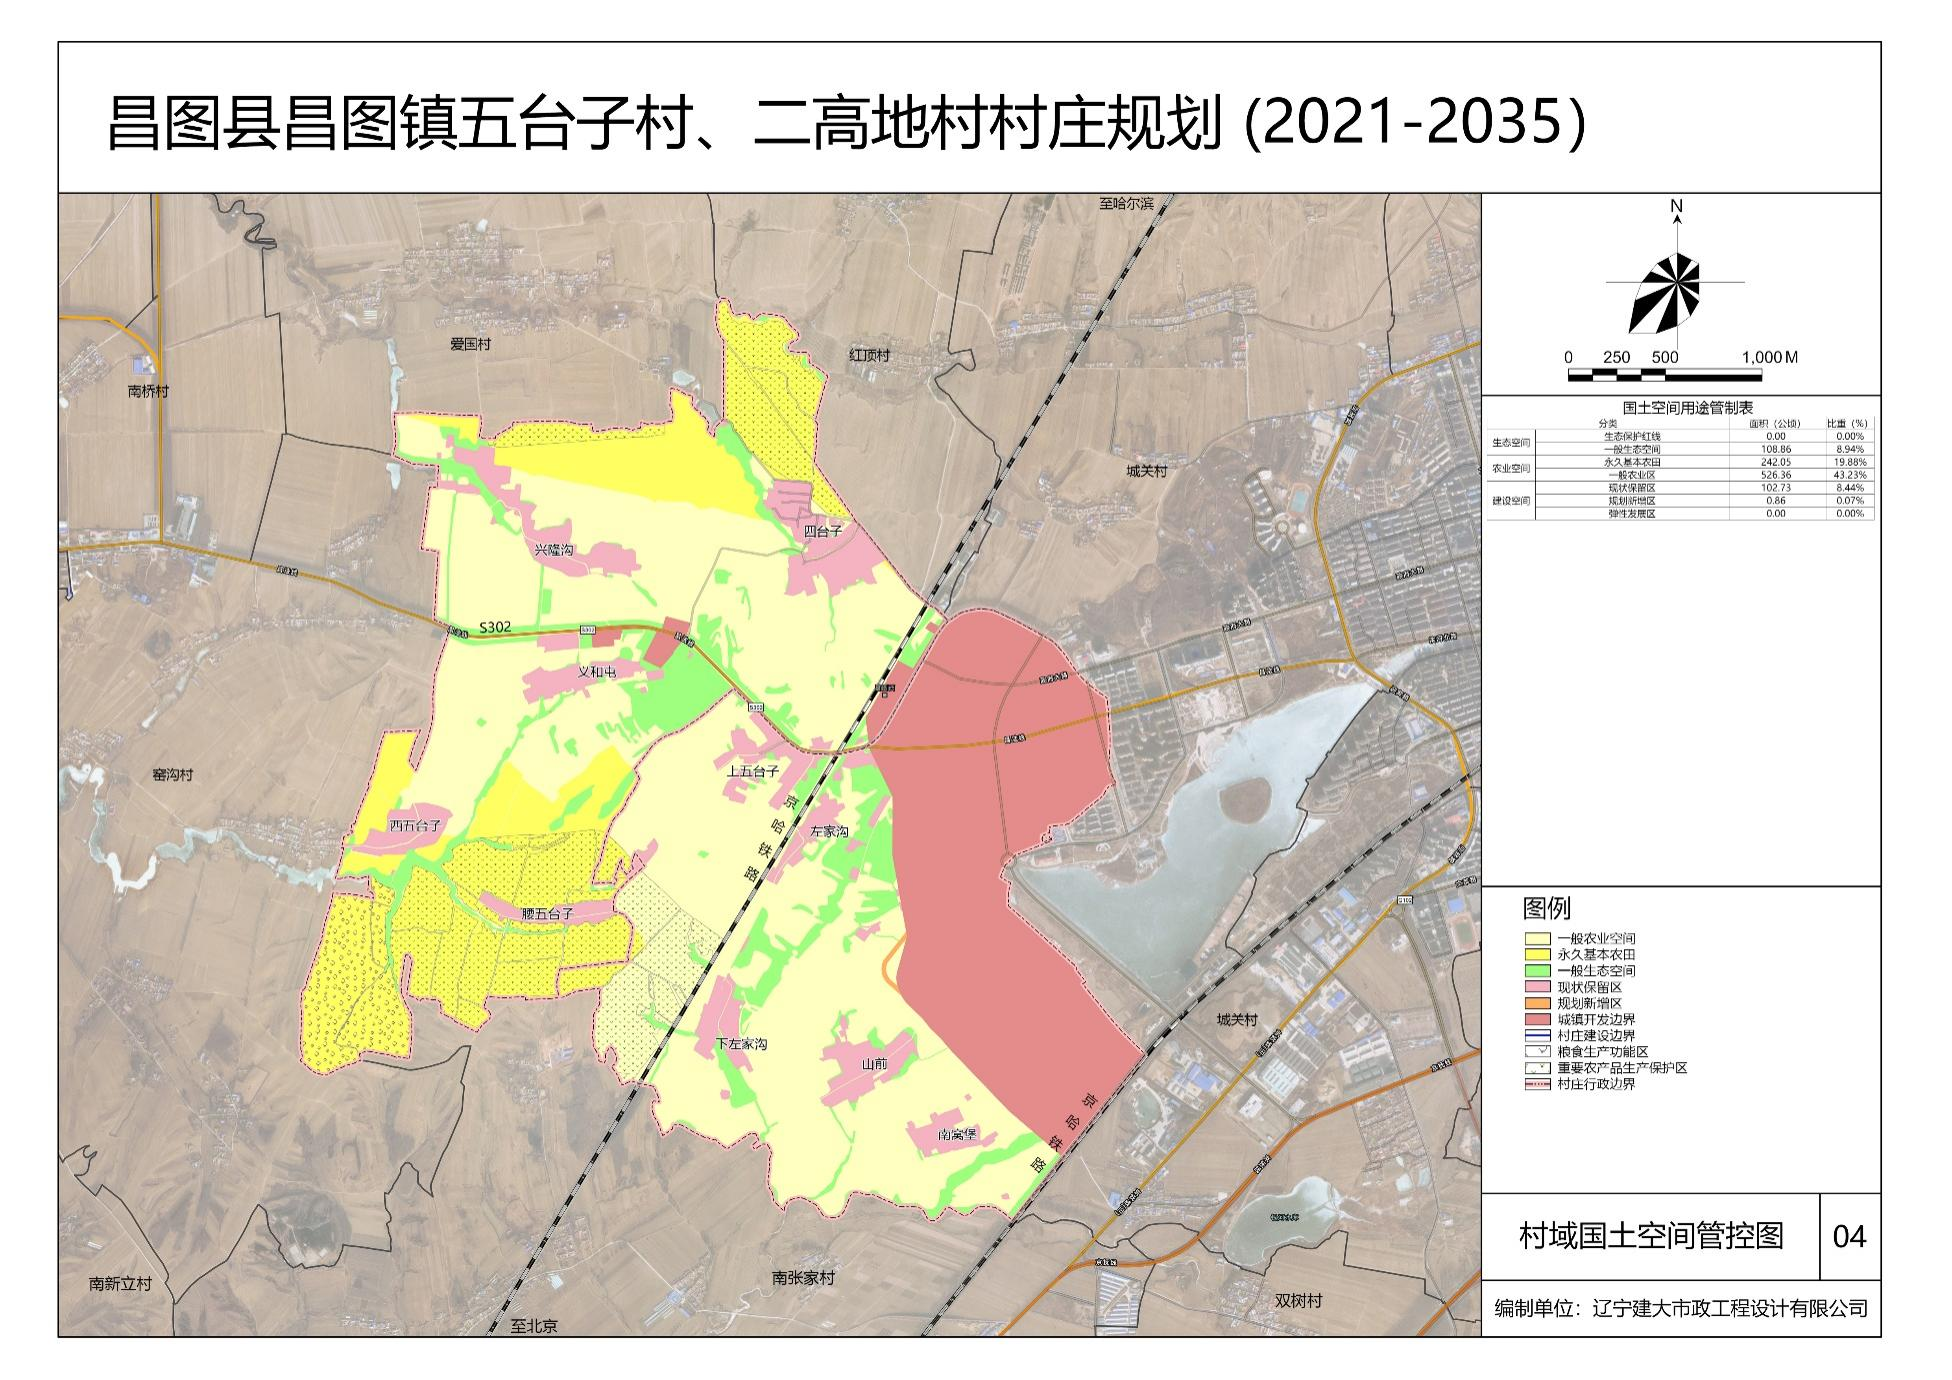 昌图县昌图镇五台子村、二高地村村庄规划 (2021-2035)
至哈尔滨
爱国村
红顶村
南桥村
城关村
四台子
兴隆沟
S302
义和屯
上五台子
窑沟村
西五台子
左家沟
京哈铁路
腰五台子
下左家沟
山前
南窝堡
城关村
京哈铁路
南新立村
南张家村
双树村
至北京
N
0 250 500 1,000 M
国土空间用途管制表
分类 面积（公顷） 比重（%）
生态空间 生态保护红线 0.00 0.00%
一般生态空间 108.86 8.94%
农业空间 永久基本农田 242.05 19.88%
一般农业区 526.36 43.23%
建设空间 现状保留区 102.73 8.44%
规划新增区 0.86 0.07%
弹性发展区 0.00 0.00%
图例
一般农业空间
永久基本农田
一般生态空间
现状保留区
规划新增区
城镇开发边界
村庄建设边界
粮食生产功能区
重要农产品生产保护区
村庄行政边界
村域国土空间管控图 04
编制单位：辽宁建大市政工程设计有限公司